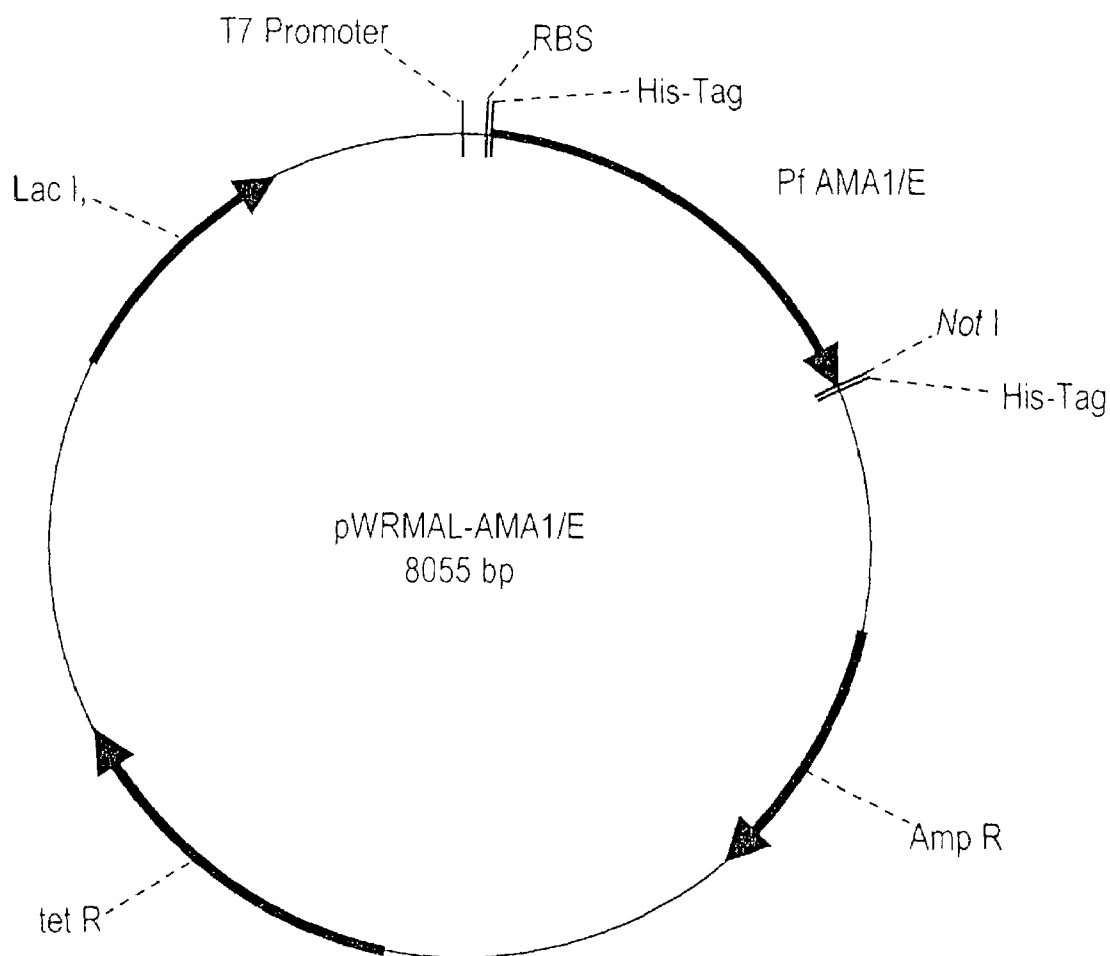 T7 Promoter
RBS
His-Tag
Lac I,
Pf AMA1/E
Not I
His-Tag
pWRMAL-AMA1/E
8055 bp
Amp R
tet R